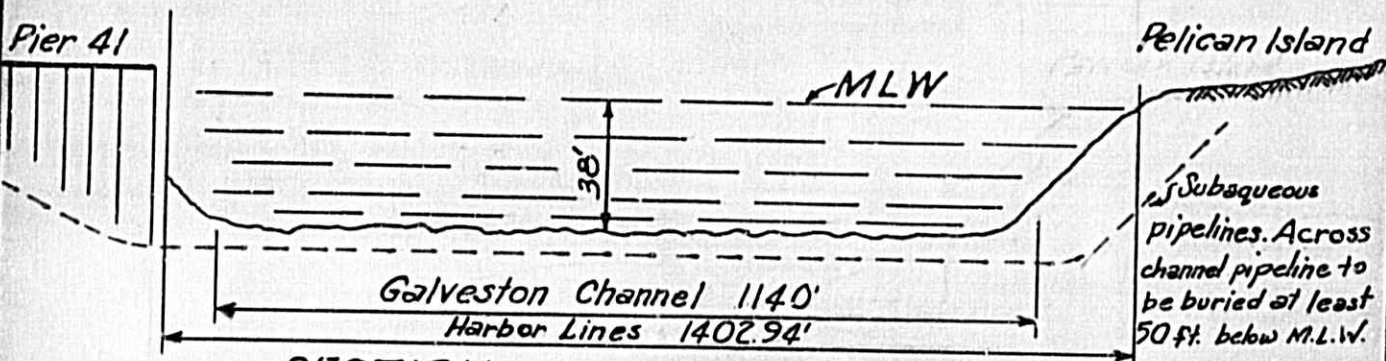 Pier 41
Pelican Island
MLW
38'
Subaqueous
pipelines. Across
channel pipeline to
be buried at least
50 ft. below M.L.W.
Galveston Channel 1140'
Harbor Lines 1402.94'